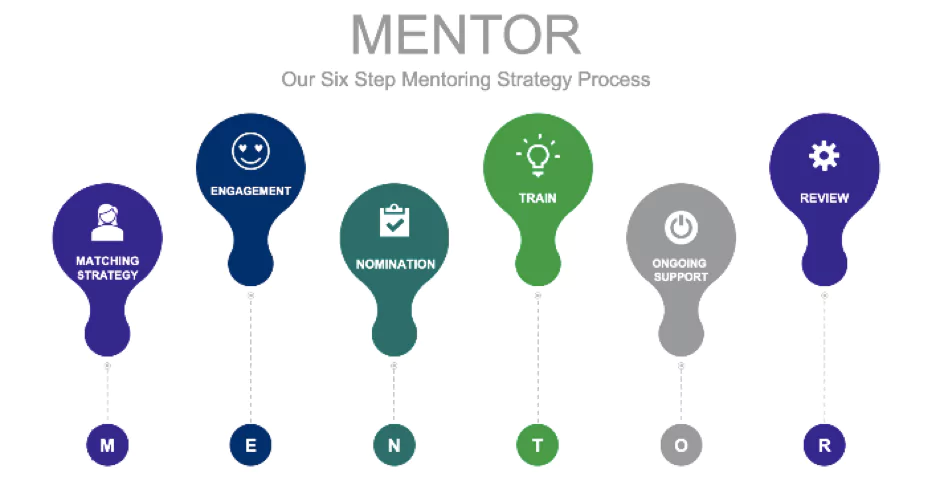 MENTOR
Our Six Step Mentoring Strategy Process
MATCHING
STRATEGY
ENGAGEMENT
NOMINATION
TRAIN
ONGOING
SUPPORT
REVIEW
M
E
N
T
O
R